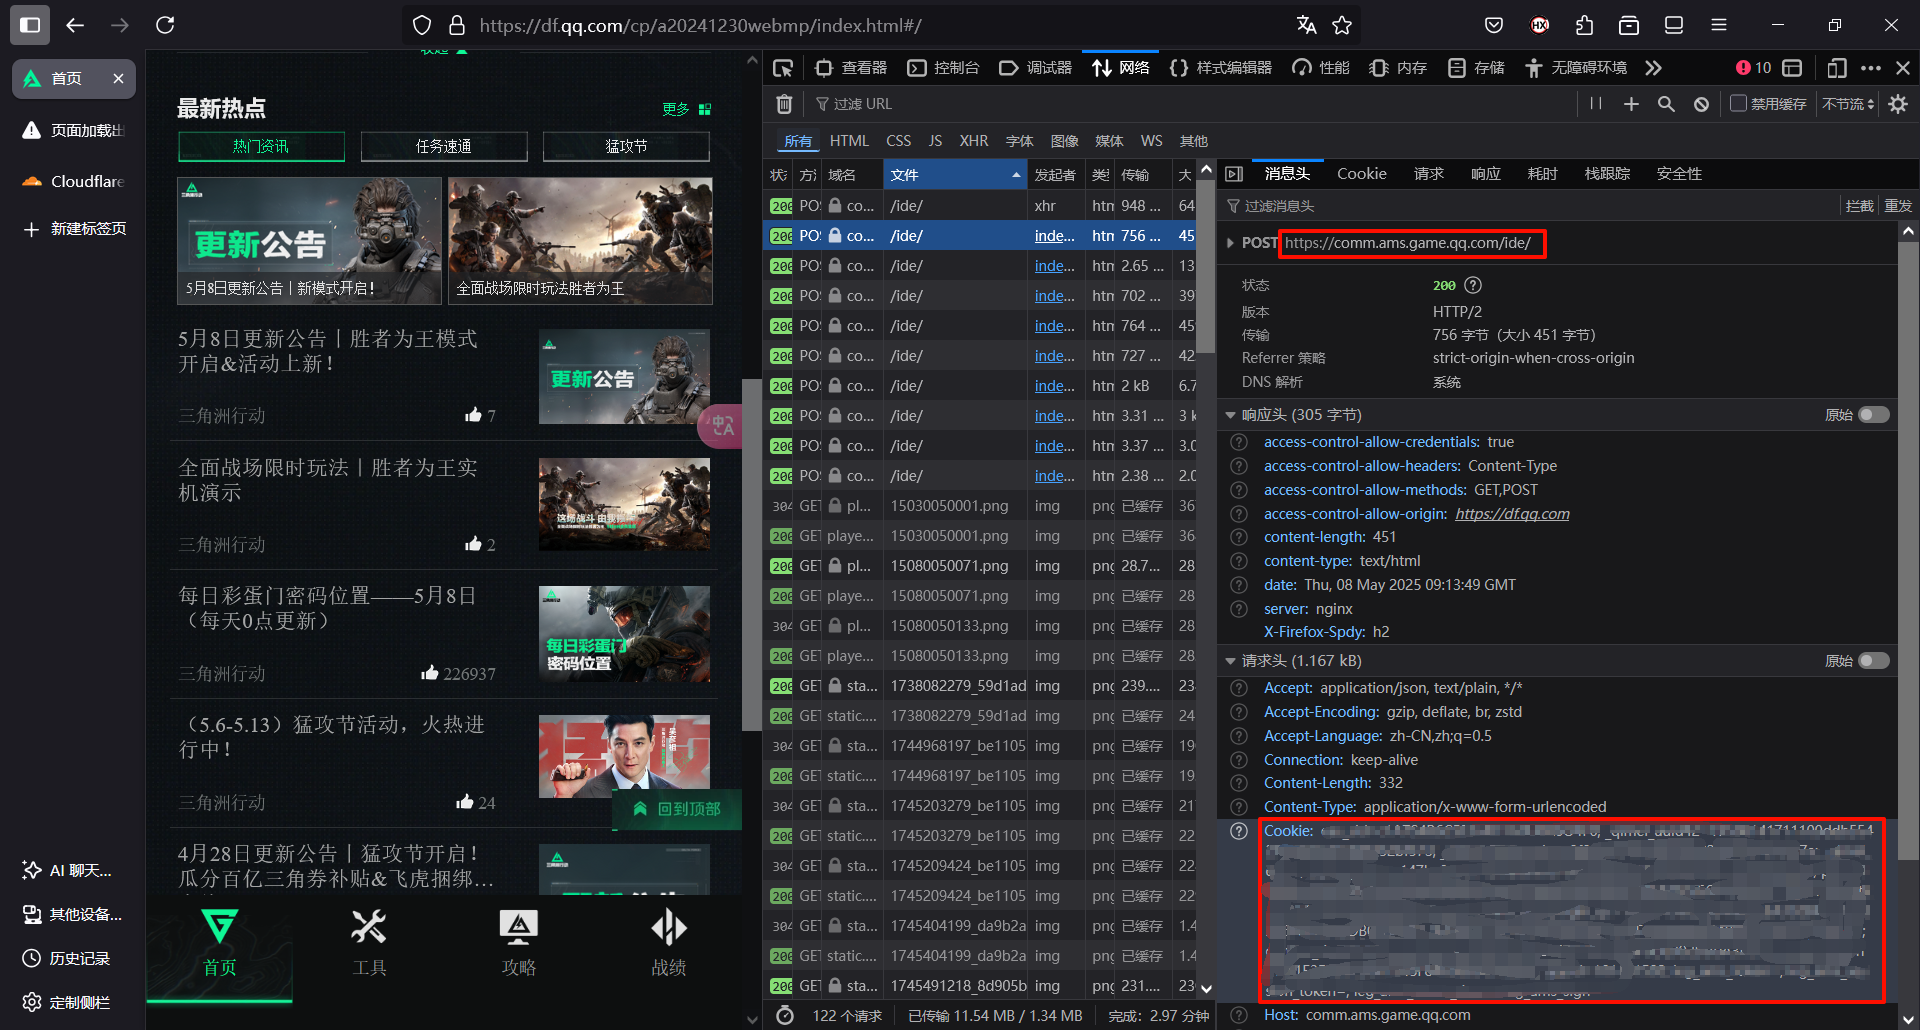 https://df.qq.com/cp/a20241230webmp/index.html#/
首页
页面加载出
Cloudflare
新建标签页
AI 聊天...
其他设备...
历史记录
定制侧栏
收起
最新热点
更多
热门资讯
任务速通
猛攻节
更新公告
5月8日更新公告丨新模式开启！
全面战场限时玩法胜者为王
5月8日更新公告丨胜者为王模式
开启&活动上新！
三角洲行动
7
更新公告
全面战场限时玩法丨胜者为王实
机演示
三角洲行动
2
每日彩蛋门密码位置——5月8日
（每天0点更新）
三角洲行动
226937
每日彩蛋门
密码位置
（5.6-5.13）猛攻节活动，火热进
行中！
三角洲行动
24
回到顶部
4月28日更新公告丨猛攻节开启！
瓜分百亿三角券补贴&飞虎捆绑...
首页
工具
攻略
战绩
查看器
控制台
调试器
网络
样式编辑器
性能
内存
存储
无障碍环境
10
过滤 URL
禁用缓存
不节流
所有 HTML CSS JS XHR 字体 图像 媒体 WS 其他
域名 文件 发起者 传输 大
200 PO co... /ide/ xhr htm 948 ... 64
200 PO co... /ide/ inde... htm 756 ... 45
200 PO co... /ide/ inde... htm 2.65 ... 13
200 PO co... /ide/ inde... htm 702 ... 39
200 PO co... /ide/ inde... htm 764 ... 45
200 PO co... /ide/ inde... htm 727 ... 42
200 PO co... /ide/ inde... htm 2 kB 6.7
200 PO co... /ide/ inde... htm 3.31 ... 3 k
200 PO co... /ide/ inde... htm 3.37 ... 3.0
200 PO co... /ide/ inde... htm 2.38 ... 2.0
304 GET pl... 15030050001.png img png 已缓存 36
200 GET playe... 15030050001.png img png 已缓存 36
200 GET pl... 15080050071.png img png 28.7... 28
200 GET playe... 15080050071.png img png 已缓存 28
304 GET pl... 15080050133.png img png 已缓存 28
200 GET playe... 15080050133.png img png 已缓存 28
200 GET sta... 1738082279_59d1ad img png 239.... 23
200 GET static.... 1738082279_59d1ad img png 已缓存 24
304 GET sta... 1744968197_be1105 img png 已缓存 19
200 GET static.... 1744968197_be1105 img png 已缓存 19
304 GET sta... 1745203279_be1105 img png 已缓存 21
200 GET static.... 1745203279_be1105 img png 已缓存 22
304 GET sta... 1745209424_be1105 img png 已缓存 22
200 GET static.... 1745209424_be1105 img png 已缓存 22
304 GET sta... 1745404199_da9b2a img png 已缓存 1.4
200 GET static.... 1745404199_da9b2a img png 已缓存 1.4
200 GET sta... 1745491218_8d905b img png 231.... 23
122 个请求
已传输 11.54 MB / 1.34 MB
完成：2.97 分钟
消息头 Cookie 请求 响应 耗时 栈跟踪 安全性
过滤消息头
拦截 重发
POST https://comm.ams.game.qq.com/ide/
状态 200
版本 HTTP/2
传输 756 字节（大小 451 字节）
Referrer 策略 strict-origin-when-cross-origin
DNS 解析 系统
响应头 (305 字节) 原始
access-control-allow-credentials: true
access-control-allow-headers: Content-Type
access-control-allow-methods: GET,POST
access-control-allow-origin: https://df.qq.com
content-length: 451
content-type: text/html
date: Thu, 08 May 2025 09:13:49 GMT
server: nginx
X-Firefox-Spdy: h2
请求头 (1.167 kB) 原始
Accept: application/json, text/plain, */*
Accept-Encoding: gzip, deflate, br, zstd
Accept-Language: zh-CN,zh;q=0.5
Connection: keep-alive
Content-Length: 332
Content-Type: application/x-www-form-urlencoded
Cookie:
Host: comm.ams.game.qq.com